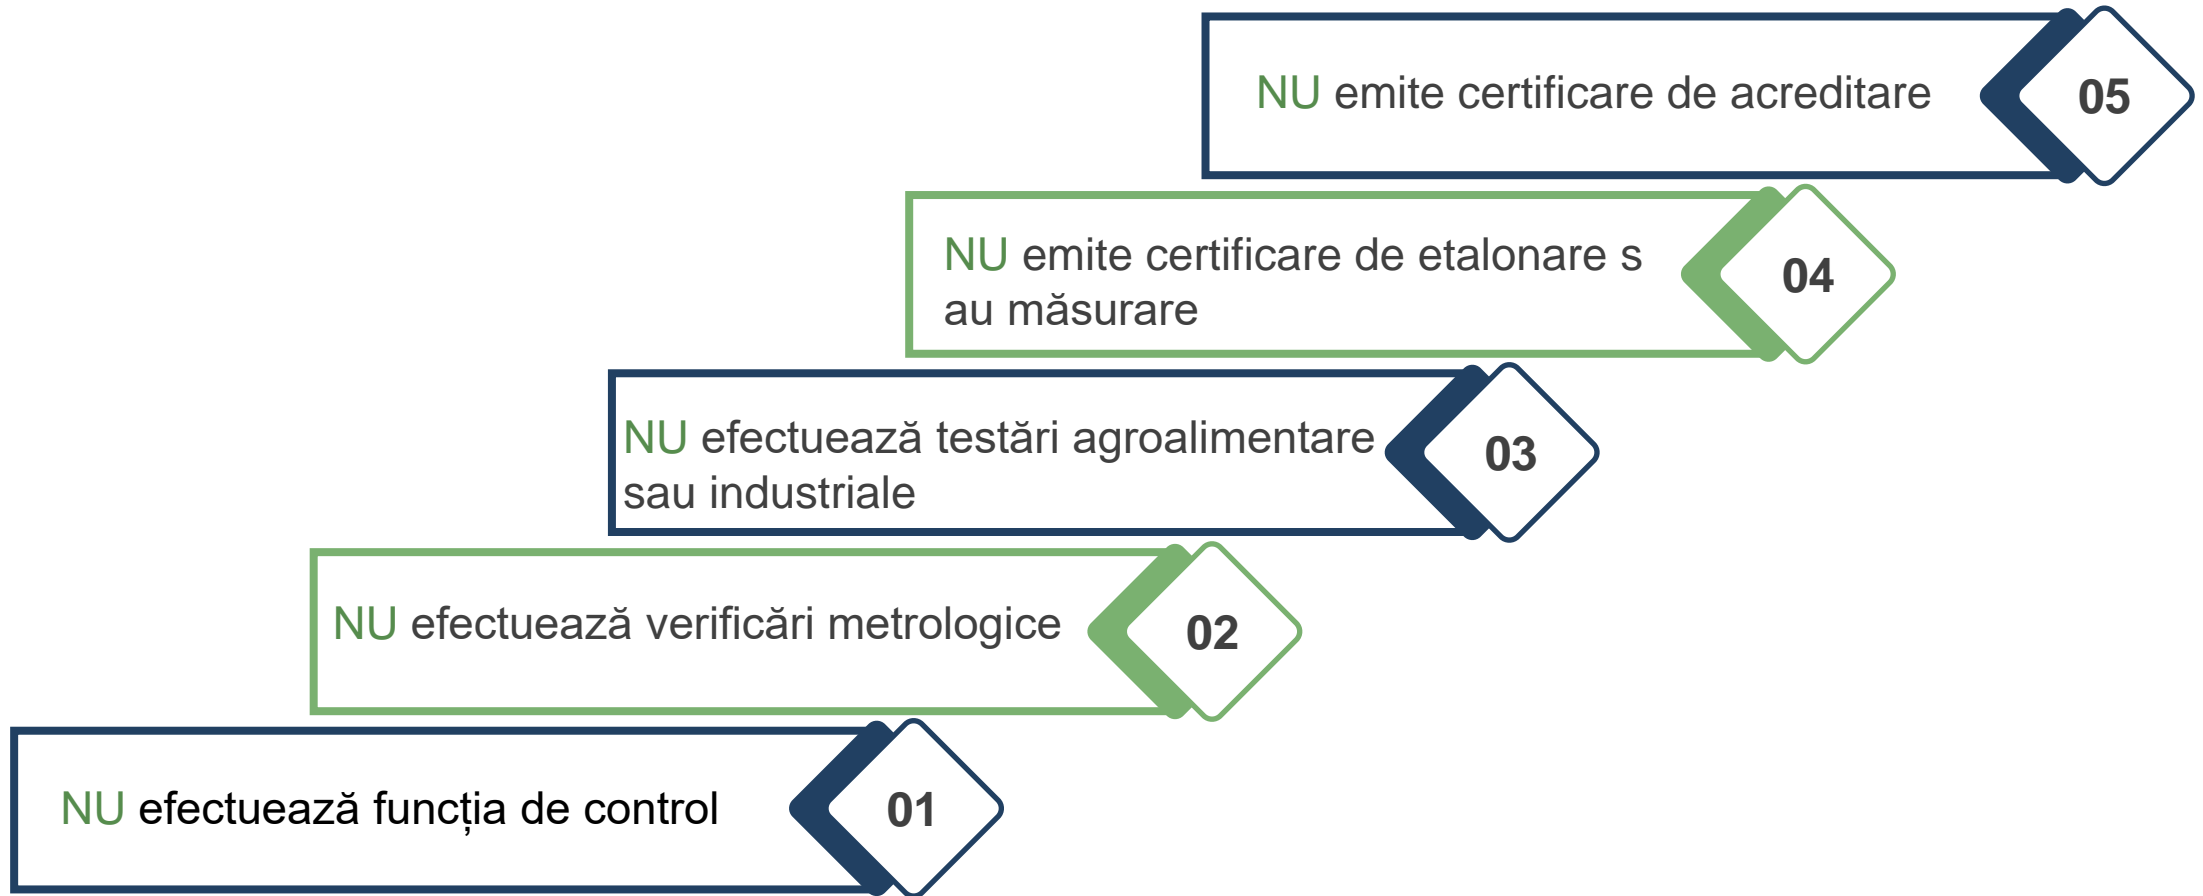 NU emite certificare de acreditare
05
NU emite certificare de etalonare s
au măsurare
04
NU efectuează testări agroalimentare
sau industriale
03
NU efectuează verificări metrologice
02
NU efectuează funcția de control
01